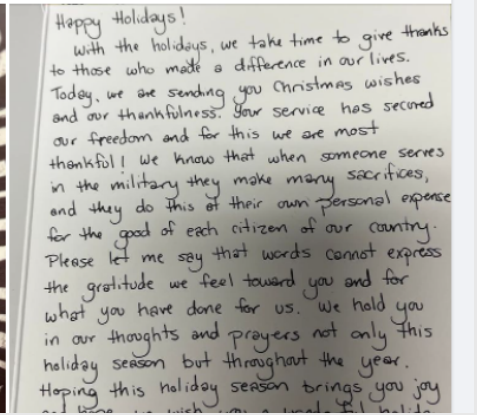 Happy Holidays!
With the holidays, we take time to give thanks
to those who made a difference in our lives.
Today, we are sending you Christmas wishes
and our thankfulness. Your service has secured
our freedom and for this we are most
thankful! We know that when someone serves
in the military they make many sacrifices,
and they do this at their own personal expense
for the good of each citizen of our country.
Please let me say that words cannot express
the gratitude we feel toward you and for
what you have done for us. We hold you
in our thoughts and prayers not only this
holiday season but throughout the year.
Hoping this holiday season brings you joy